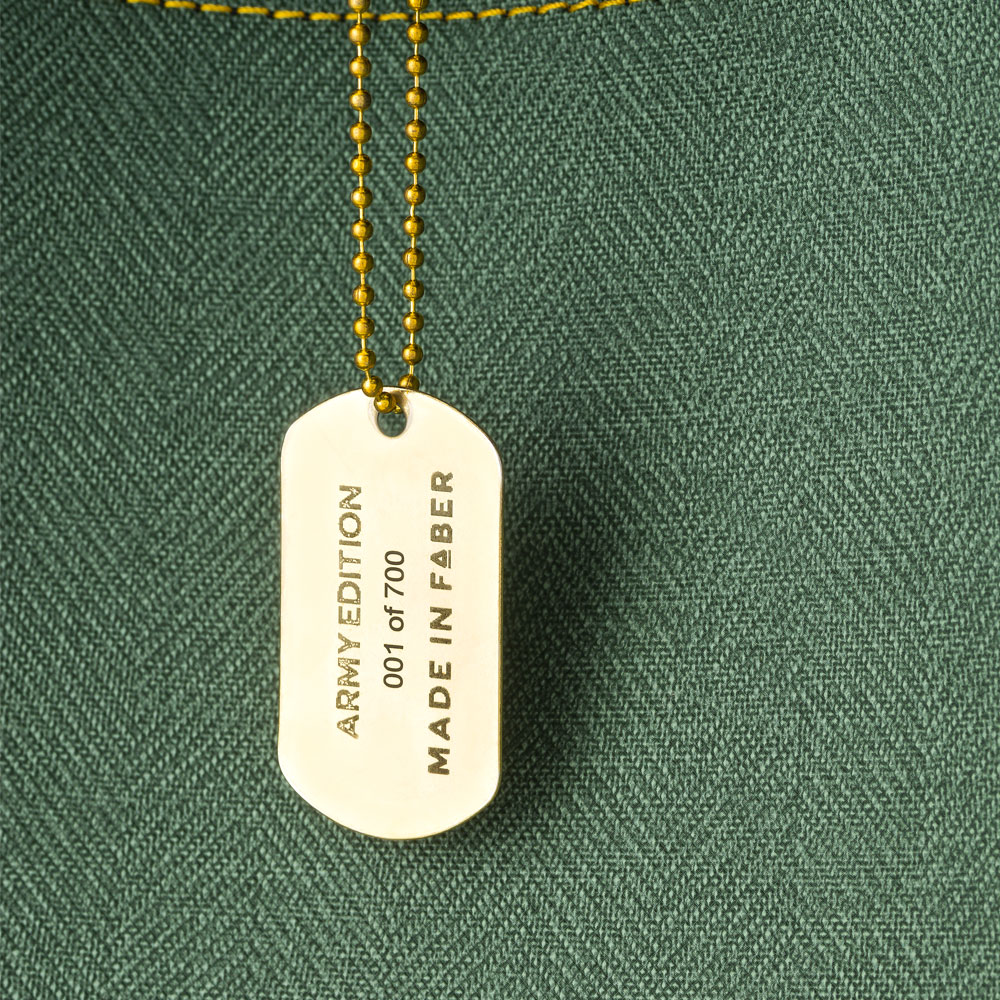 ARMY EDITION
001 of 700
MADE IN FABER